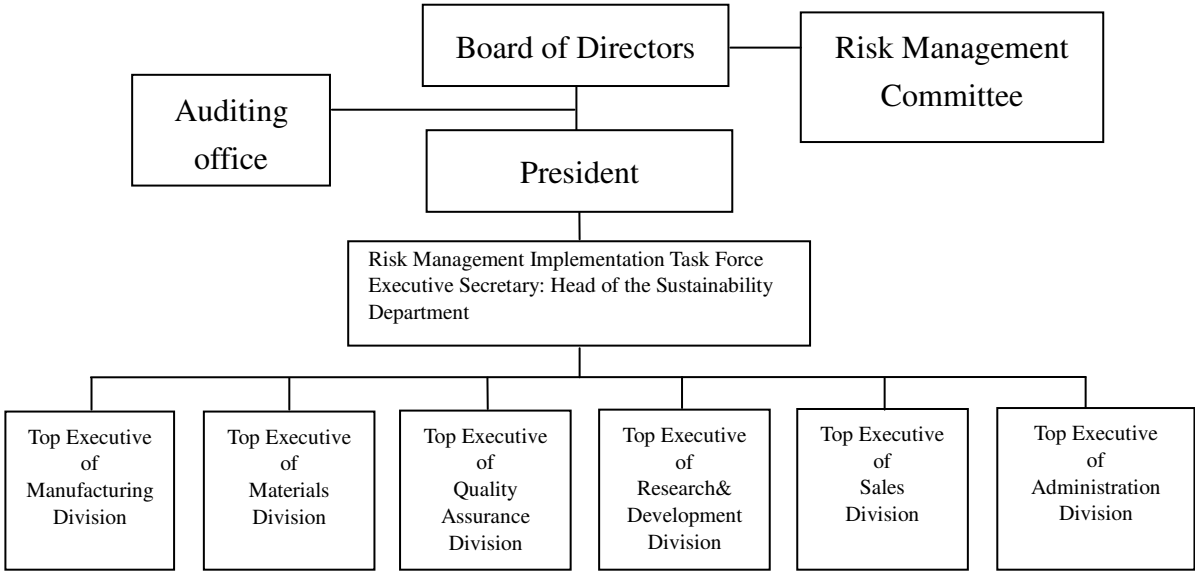 Board of Directors
Risk Management
Committee
Auditing
office
President
Risk Management Implementation Task Force
Executive Secretary: Head of the Sustainability
Department
Top Executive
of
Manufacturing
Division
Top Executive
of
Materials
Division
Top Executive
of
Quality
Assurance
Division
Top Executive
of
Research&
Development
Division
Top Executive
of
Sales
Division
Top Executive
of
Administration
Division